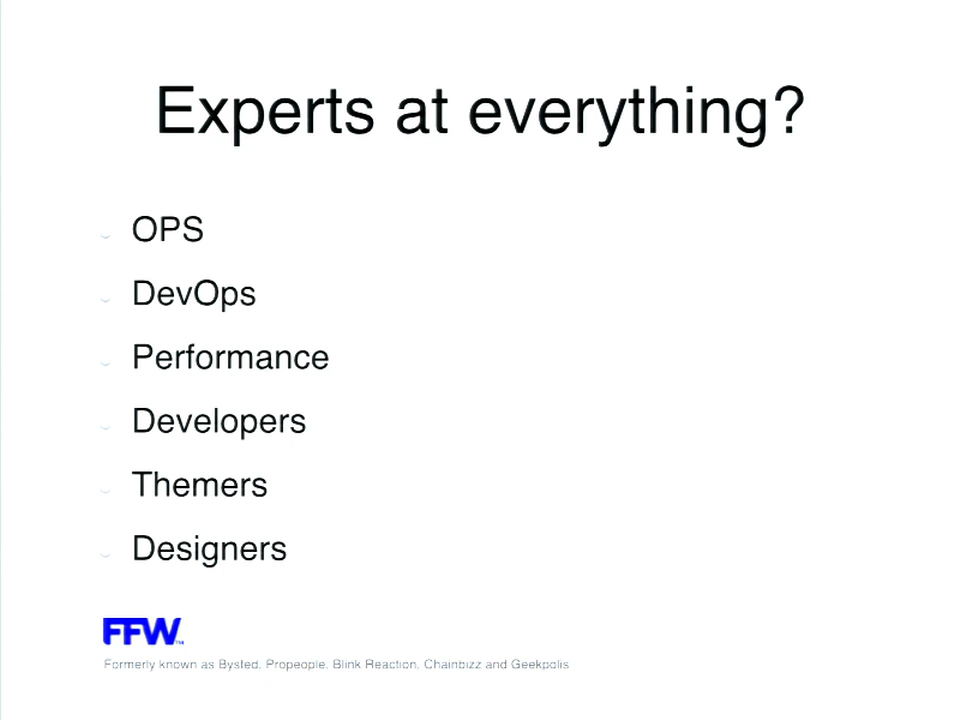 Experts at everything?
OPS
DevOps
Performance
Developers
Themers
Designers
FFW™
Formerly known as Bysted, Propeople, Blink Reaction, Chainbizz and Geekpolis